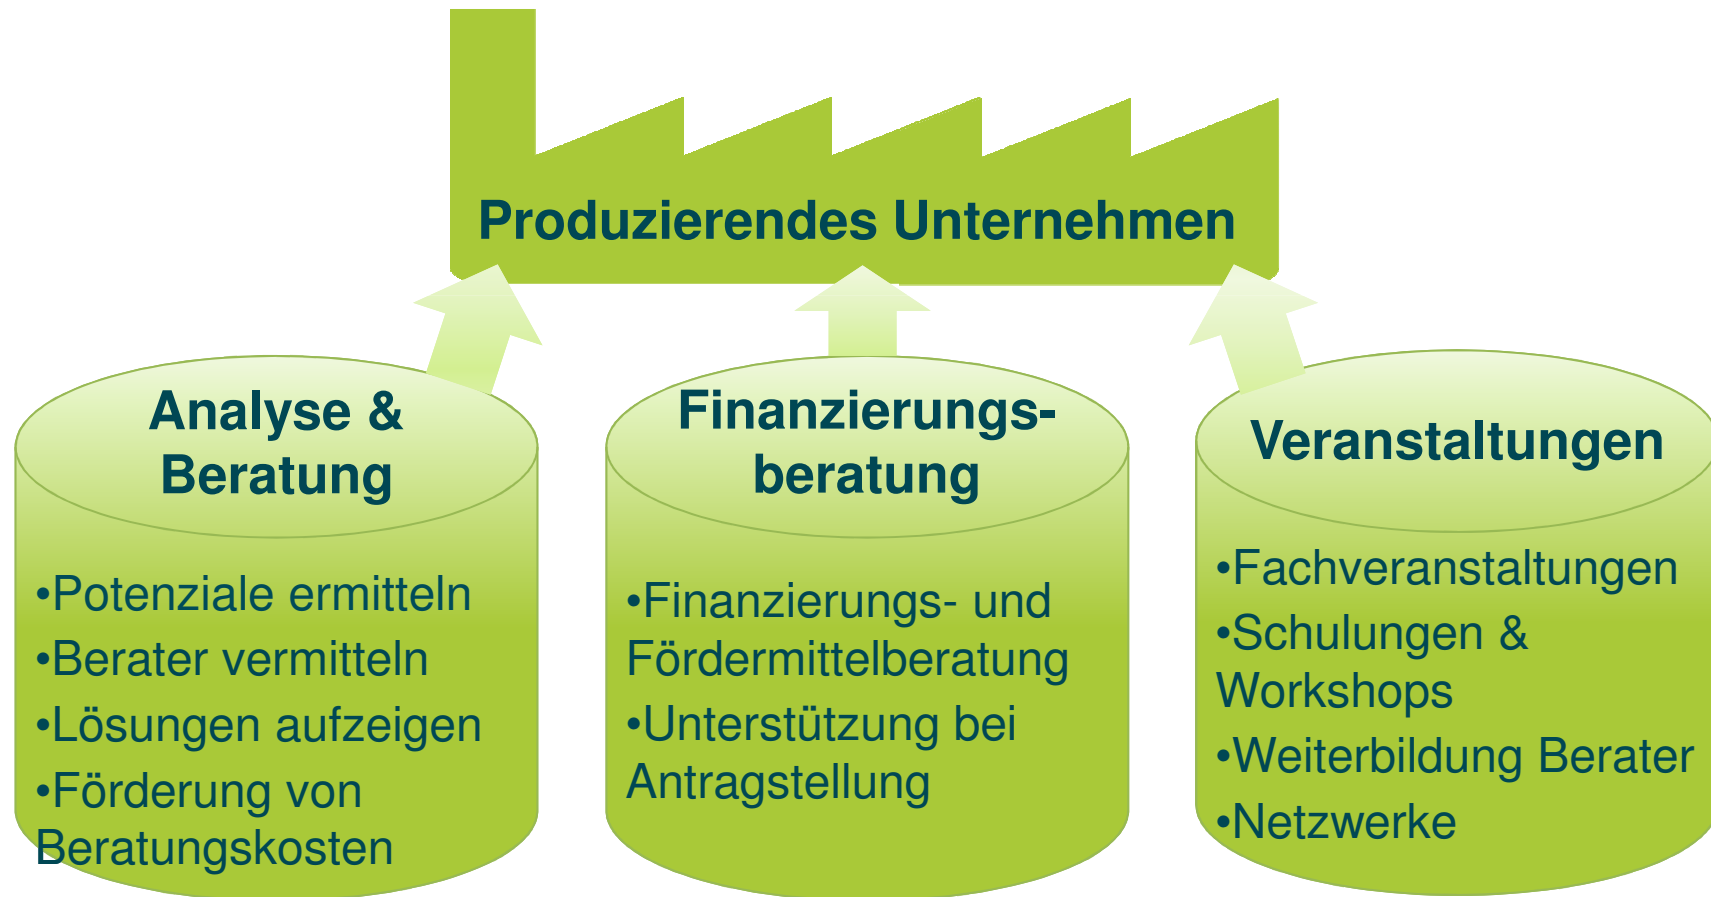 Produzierendes Unternehmen
Analyse &
Beratung
•Potenziale ermitteln
•Berater vermitteln
•Lösungen aufzeigen
•Förderung von
Beratungskosten
Finanzierungs-
beratung
•Finanzierungs- und
Fördermittelberatung
•Unterstützung bei
Antragstellung
Veranstaltungen
•Fachveranstaltungen
•Schulungen &
Workshops
•Weiterbildung Berater
•Netzwerke